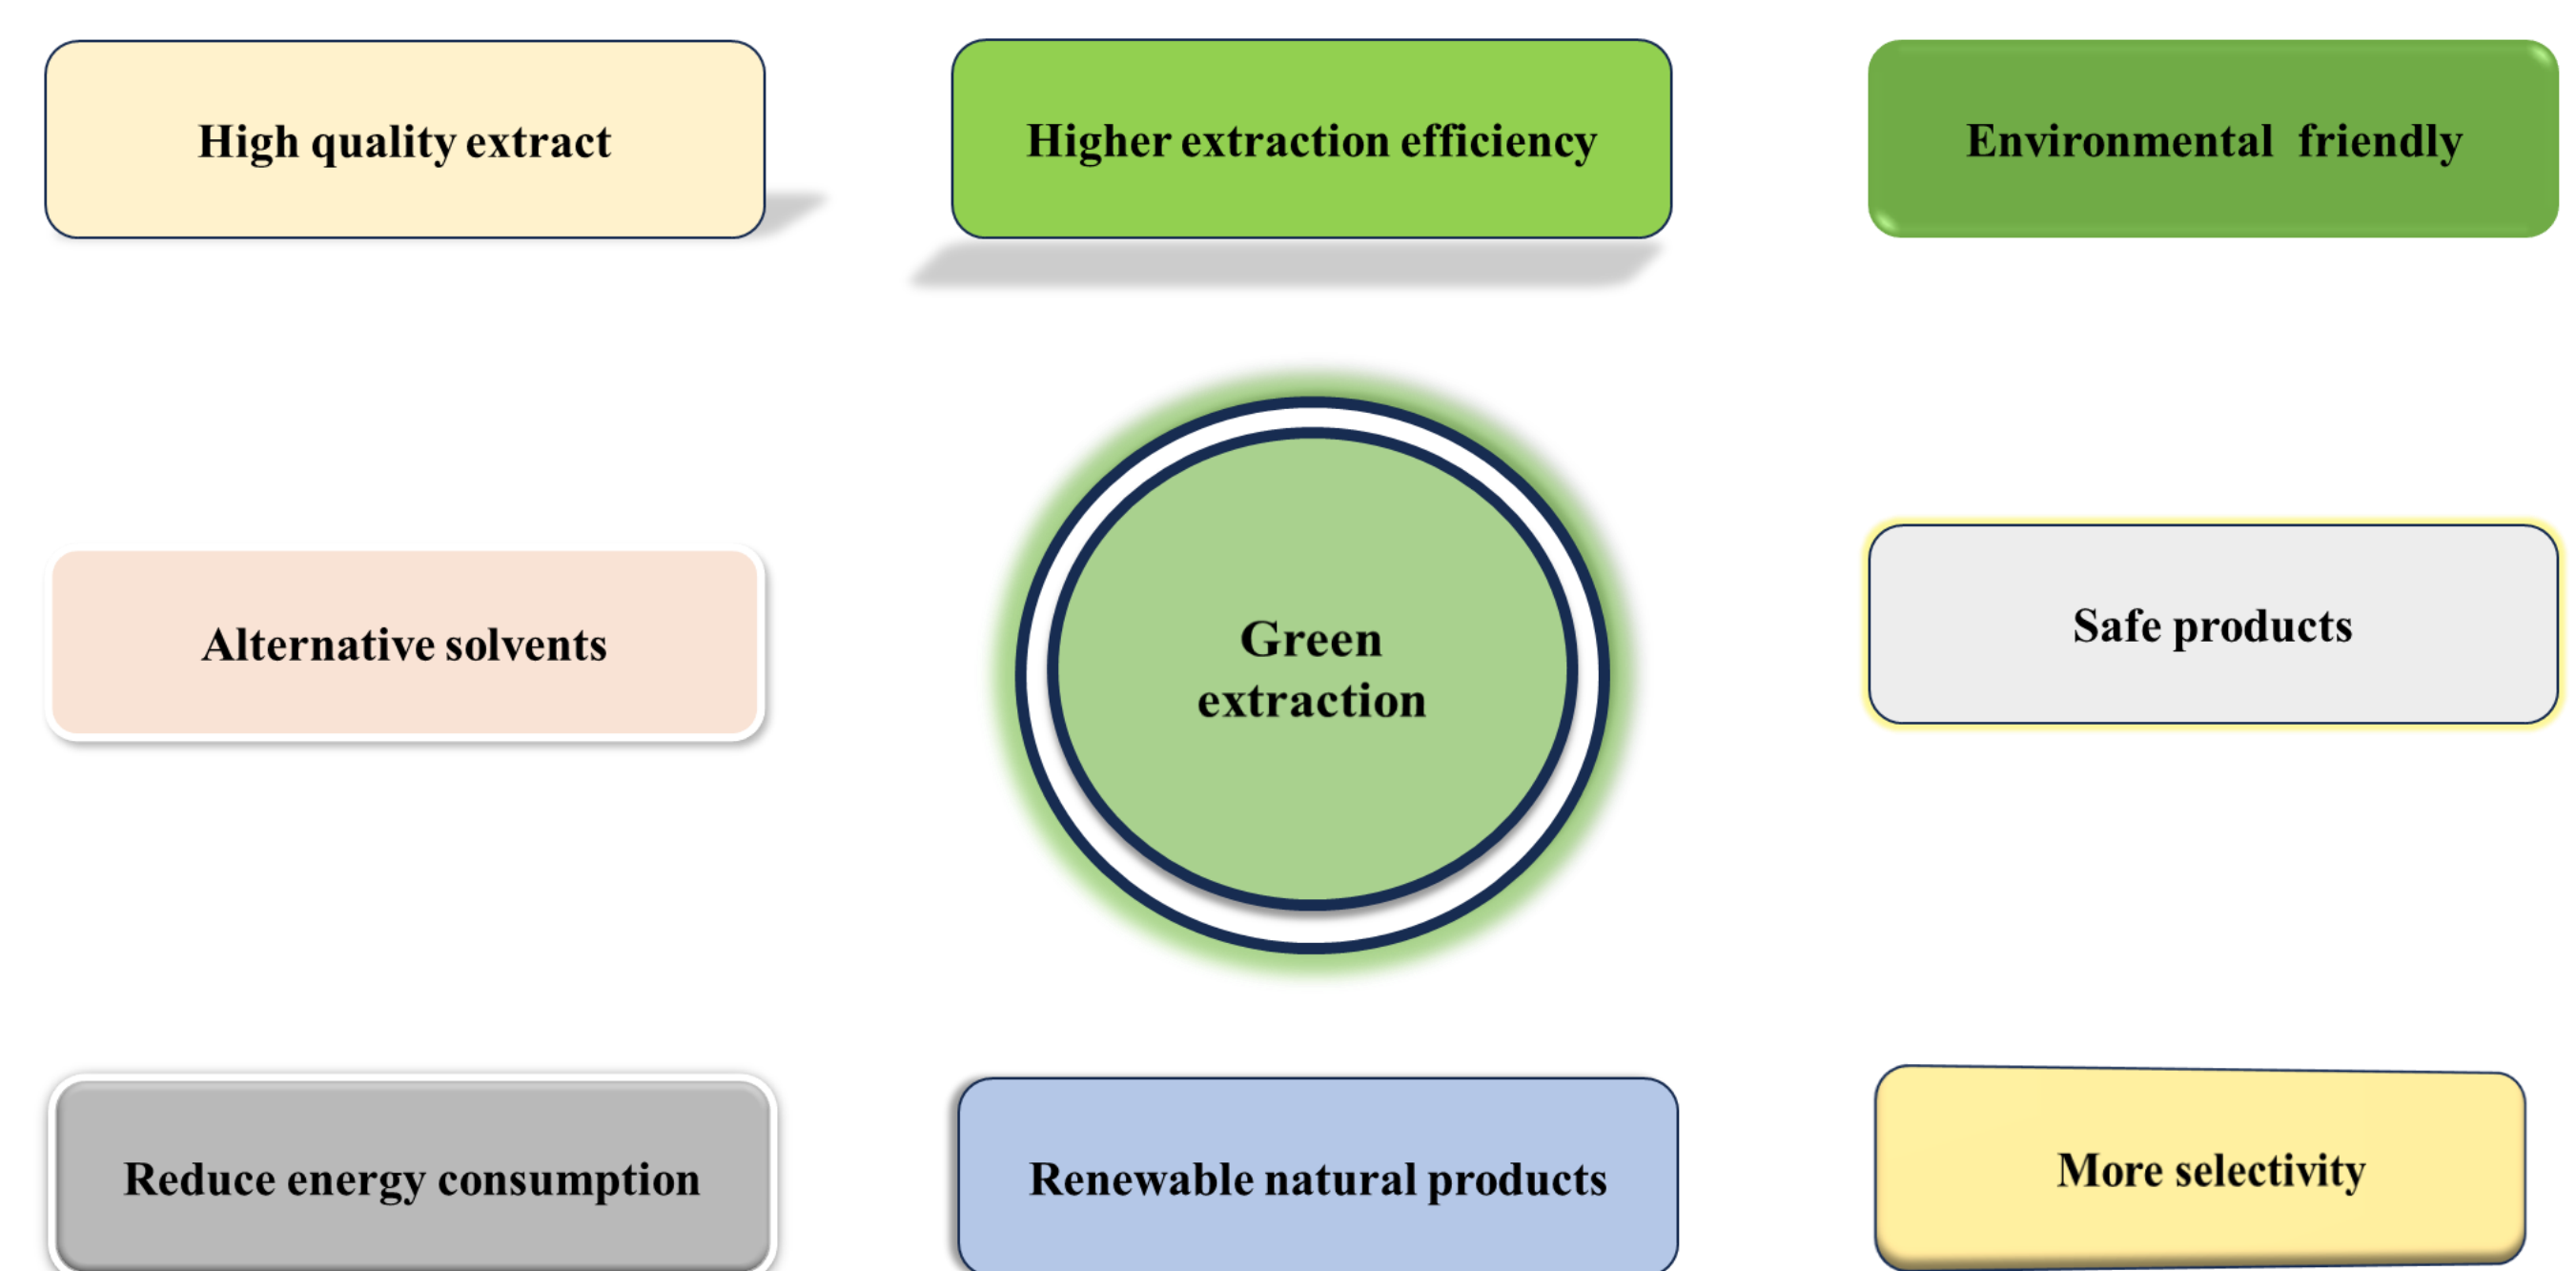 High quality extract
Higher extraction efficiency
Environmental friendly
Alternative solvents
Green
extraction
Safe products
Reduce energy consumption
Renewable natural products
More selectivity